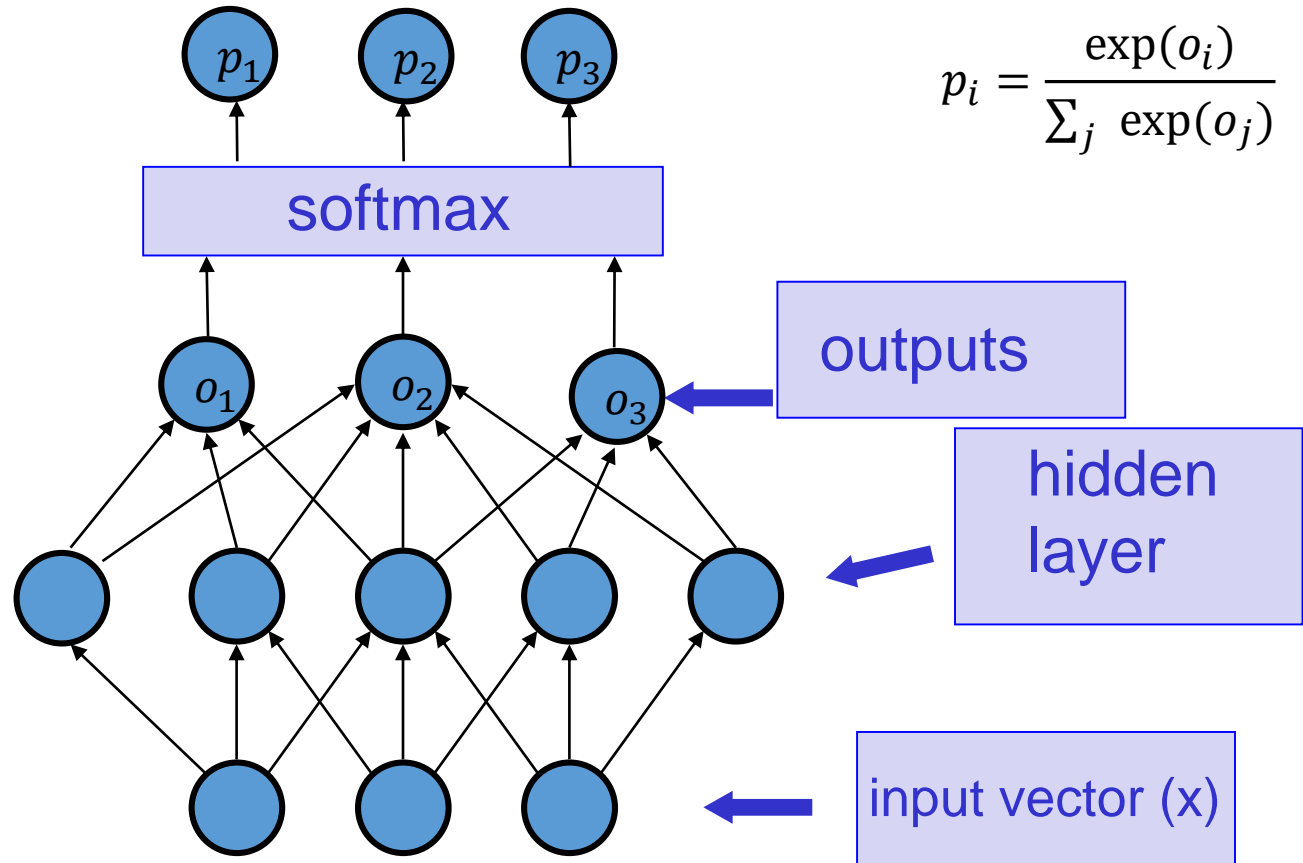 p₁ p₂ p₃
pᵢ = exp(oᵢ) / ∑ⱼ exp(oⱼ)
softmax
outputs
o₁ o₂ o₃
hidden
layer
input vector (x)